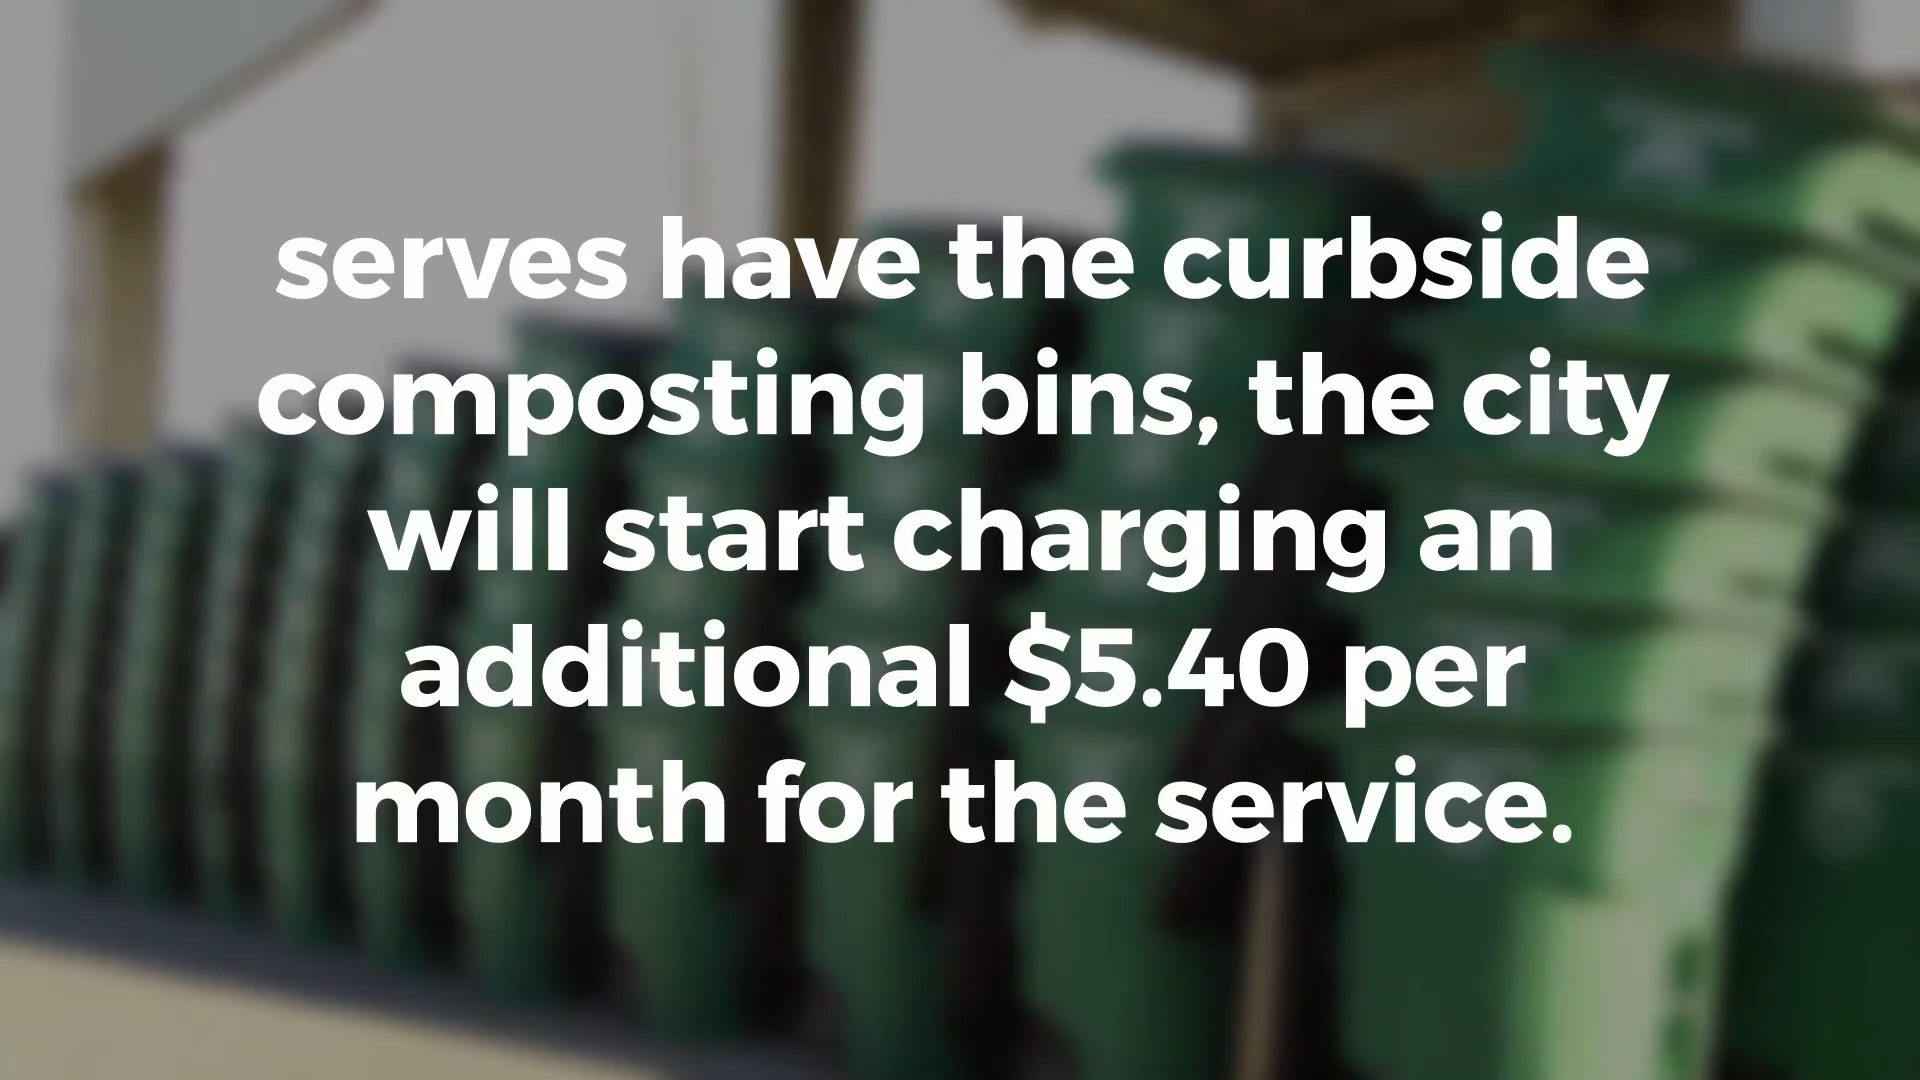 serves have the curbside
composting bins, the city
will start charging an
additional $5.40 per
month for the service.